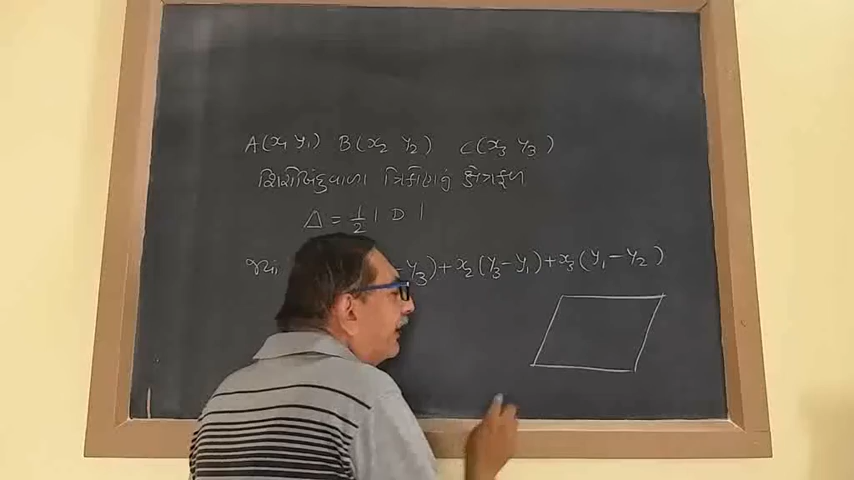 A(x₁ y₁) B(x₂ y₂) C(x₃ y₃)
શિરોબિંદુવાળા ત્રિકોણનું ક્ષેત્રફળ
Δ = 1/2 | D |
જ્યાં - y₃) + x₂(y₃ - y₁) + x₃(y₁ - y₂)